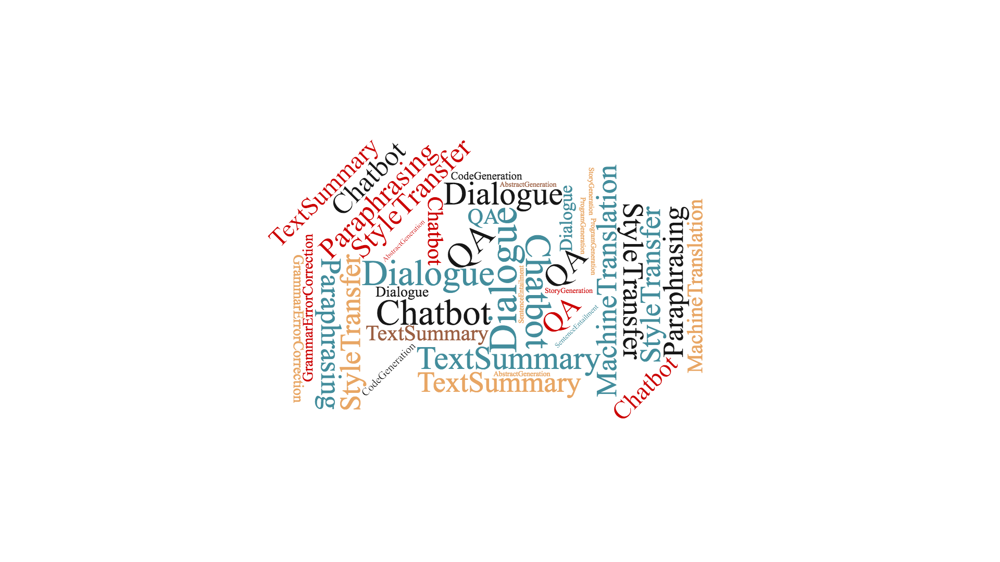 TextSummary
Chatbot
Paraphrasing
StyleTransfer
CodeGeneration
AbstractGeneration
Dialogue
Chatbot
QA
Dialogue
StoryGeneration
ProgramGeneration
ProgramGeneration
MachineTranslation
StyleTransfer
StyleTransfer
Paraphrasing
MachineTranslation
AbstractGeneration
QA
Dialogue
Chatbot
QA
GrammarErrorCorrection
GrammarErrorCorrection
Paraphrasing
StyleTransfer
Dialogue
SentenceEntailment
Dialogue
StoryGeneration
Chatbot
QA
SentenceEntailment
TextSummary
CodeGeneration
TextSummary
AbstractGeneration
TextSummary
Chatbot